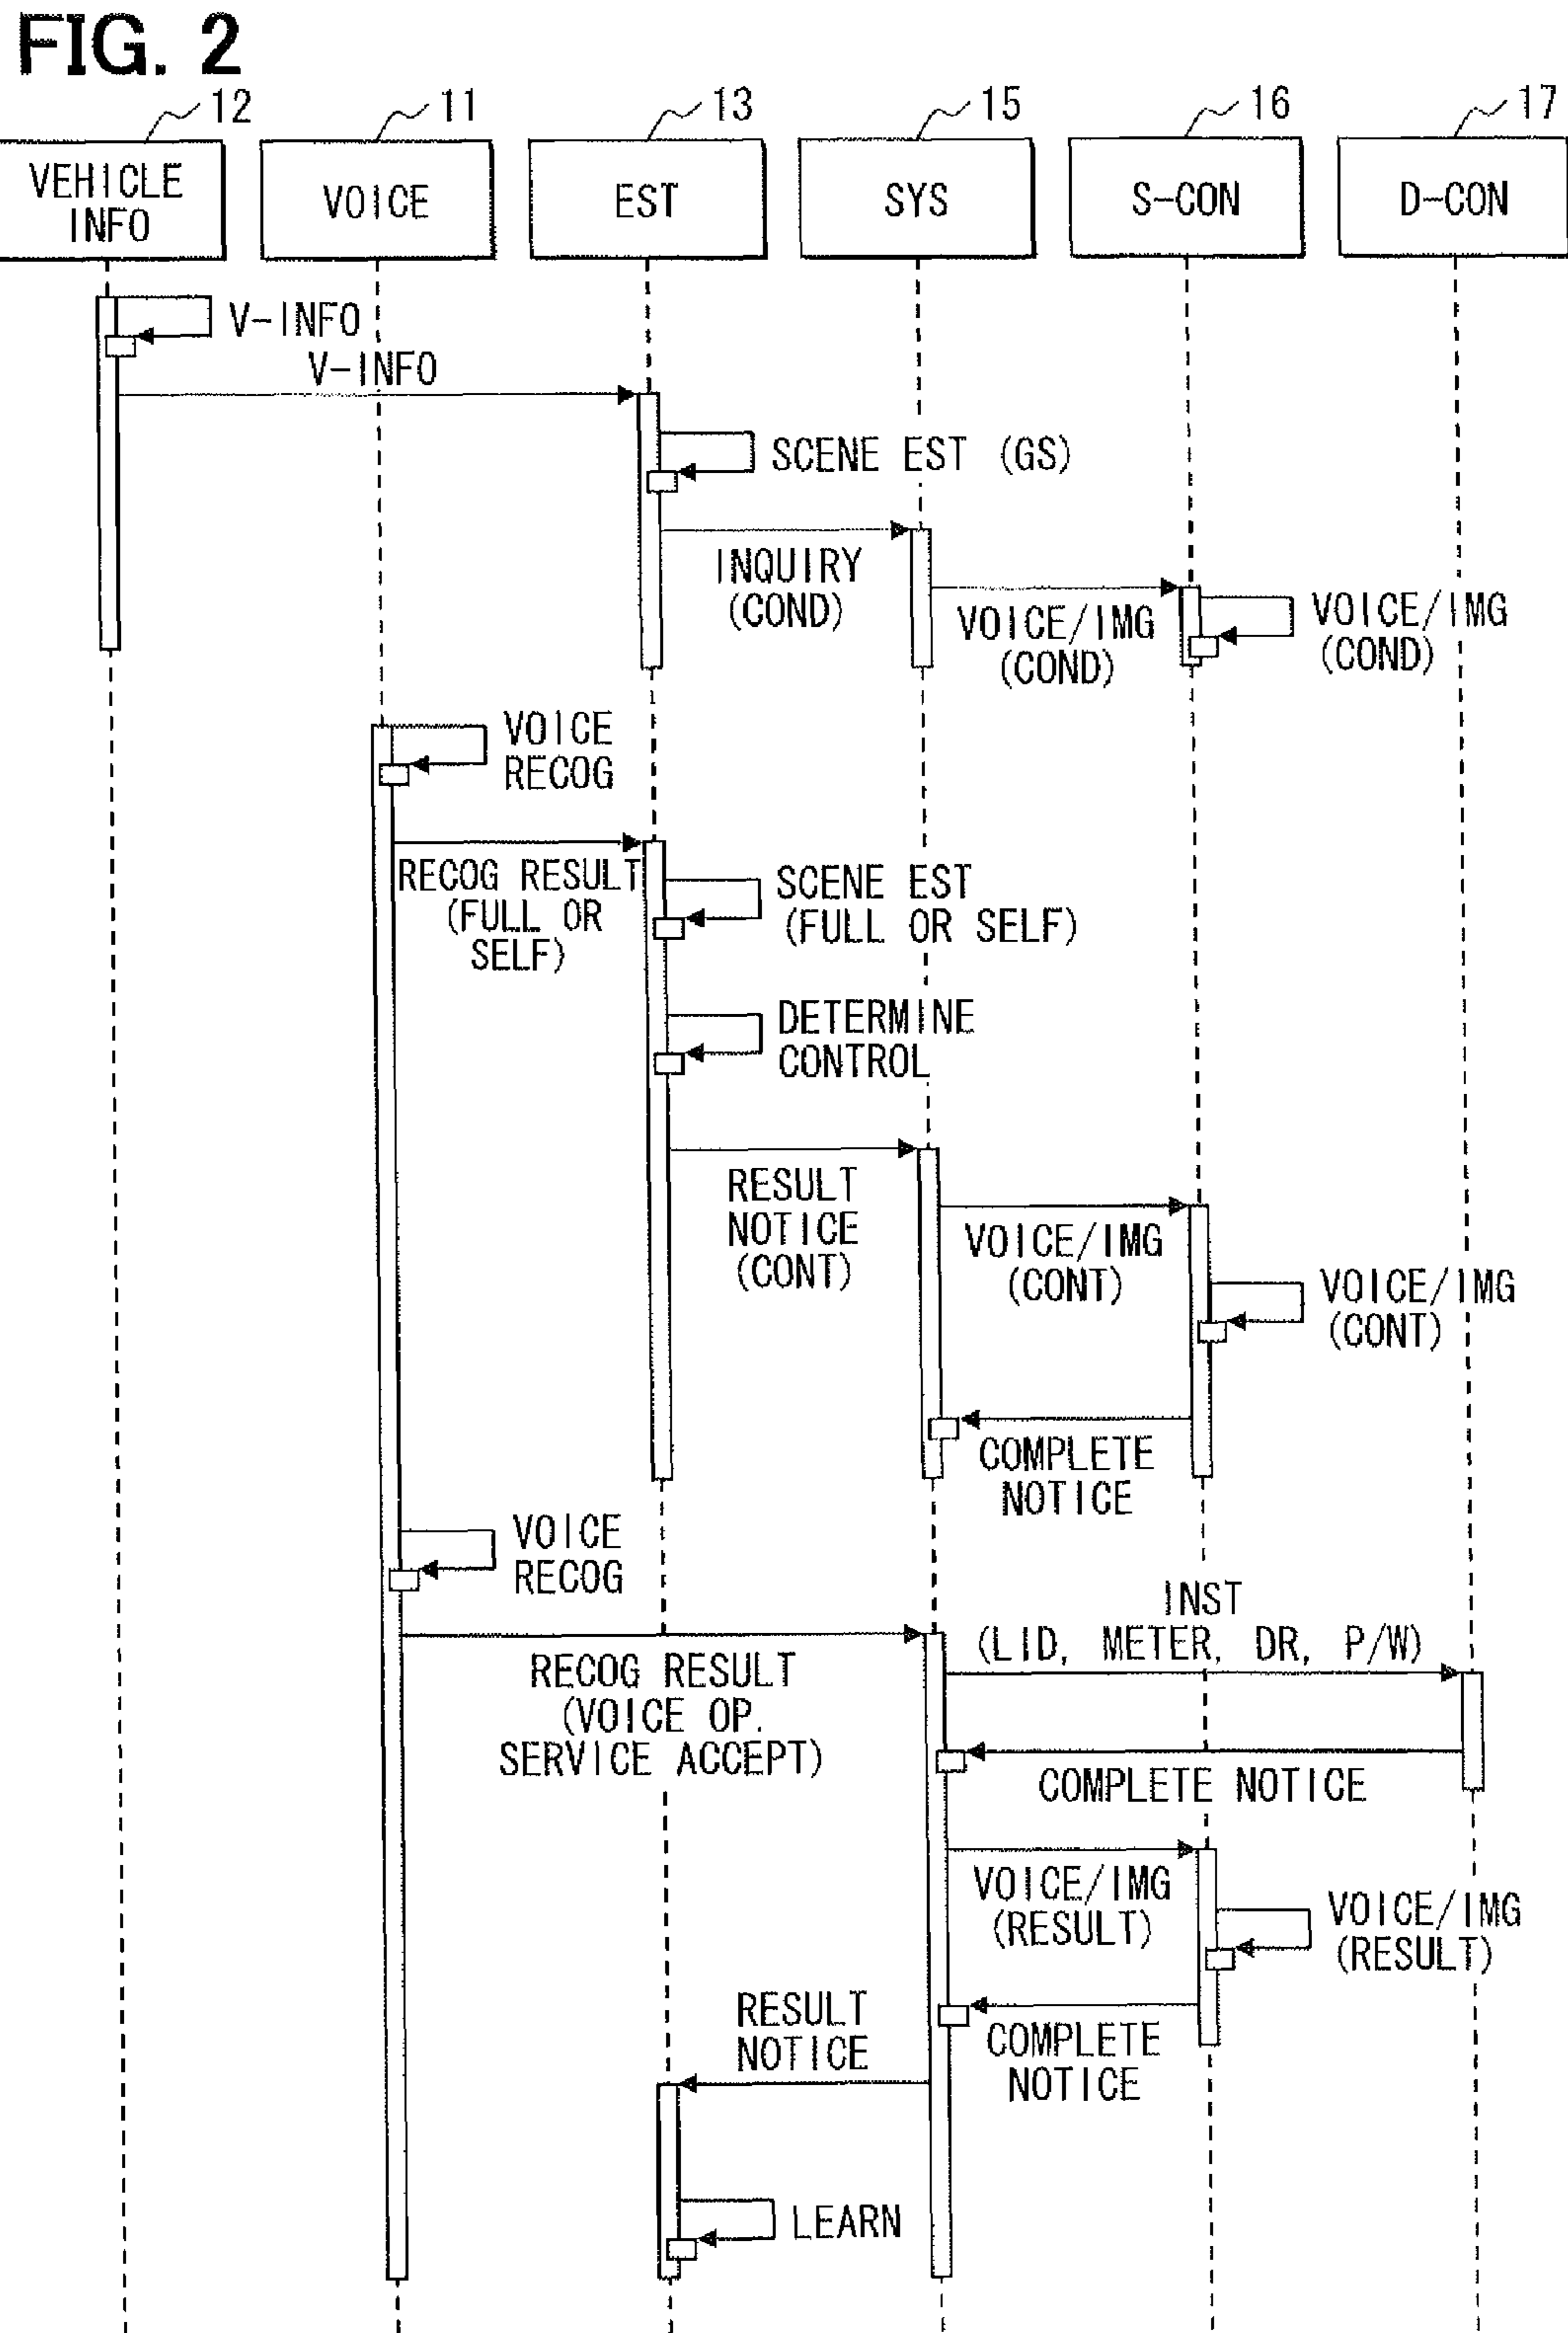 FIG. 2
12
11
13
15
16
17
VEHICLE
INFO
VOICE
EST
SYS
S-CON
D-CON
V-INFO
V-INFO
SCENE EST (GS)
INQUIRY
(COND)
VOICE/IMG
(COND)
VOICE/IMG
(COND)
VOICE
RECOG
RECOG RESULT
(FULL OR
SELF)
SCENE EST
(FULL OR SELF)
DETERMINE
CONTROL
RESULT
NOTICE
(CONT)
VOICE/IMG
(CONT)
VOICE/IMG
(CONT)
COMPLETE
NOTICE
VOICE
RECOG
RECOG RESULT
(VOICE OP.
SERVICE ACCEPT)
INST
(LID, METER, DR, P/W)
COMPLETE NOTICE
VOICE/IMG
(RESULT)
VOICE/IMG
(RESULT)
COMPLETE
NOTICE
RESULT
NOTICE
LEARN